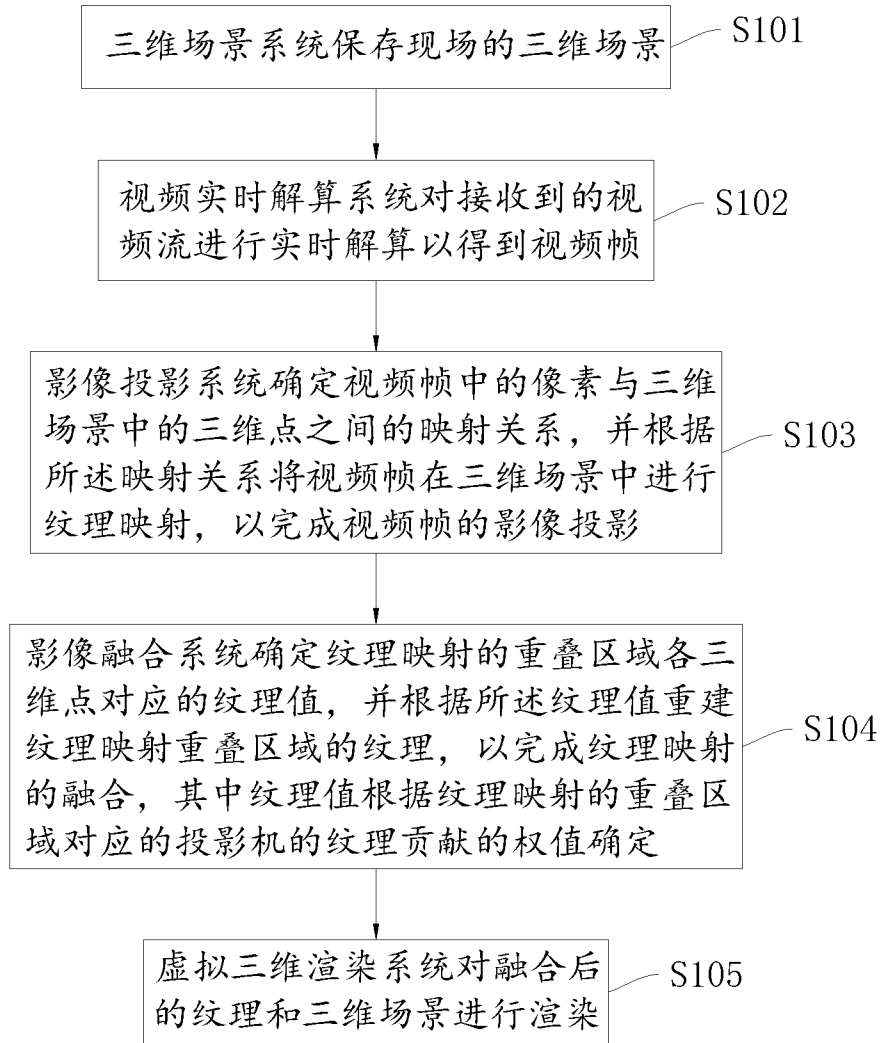 三维场景系统保存现场的三维场景
S101
视频实时解算系统对接收到的视
频流进行实时解算以得到视频帧
S102
影像投影系统确定视频帧中的像素与三维
场景中的三维点之间的映射关系，并根据
所述映射关系将视频帧在三维场景中进行
纹理映射，以完成视频帧的影像投影
S103
影像融合系统确定纹理映射的重叠区域各三
维点对应的纹理值，并根据所述纹理值重建
纹理映射重叠区域的纹理，以完成纹理映射
的融合，其中纹理值根据纹理映射的重叠区
域对应的投影机的纹理贡献的权值确定
S104
虚拟三维渲染系统对融合后
的纹理和三维场景进行渲染
S105